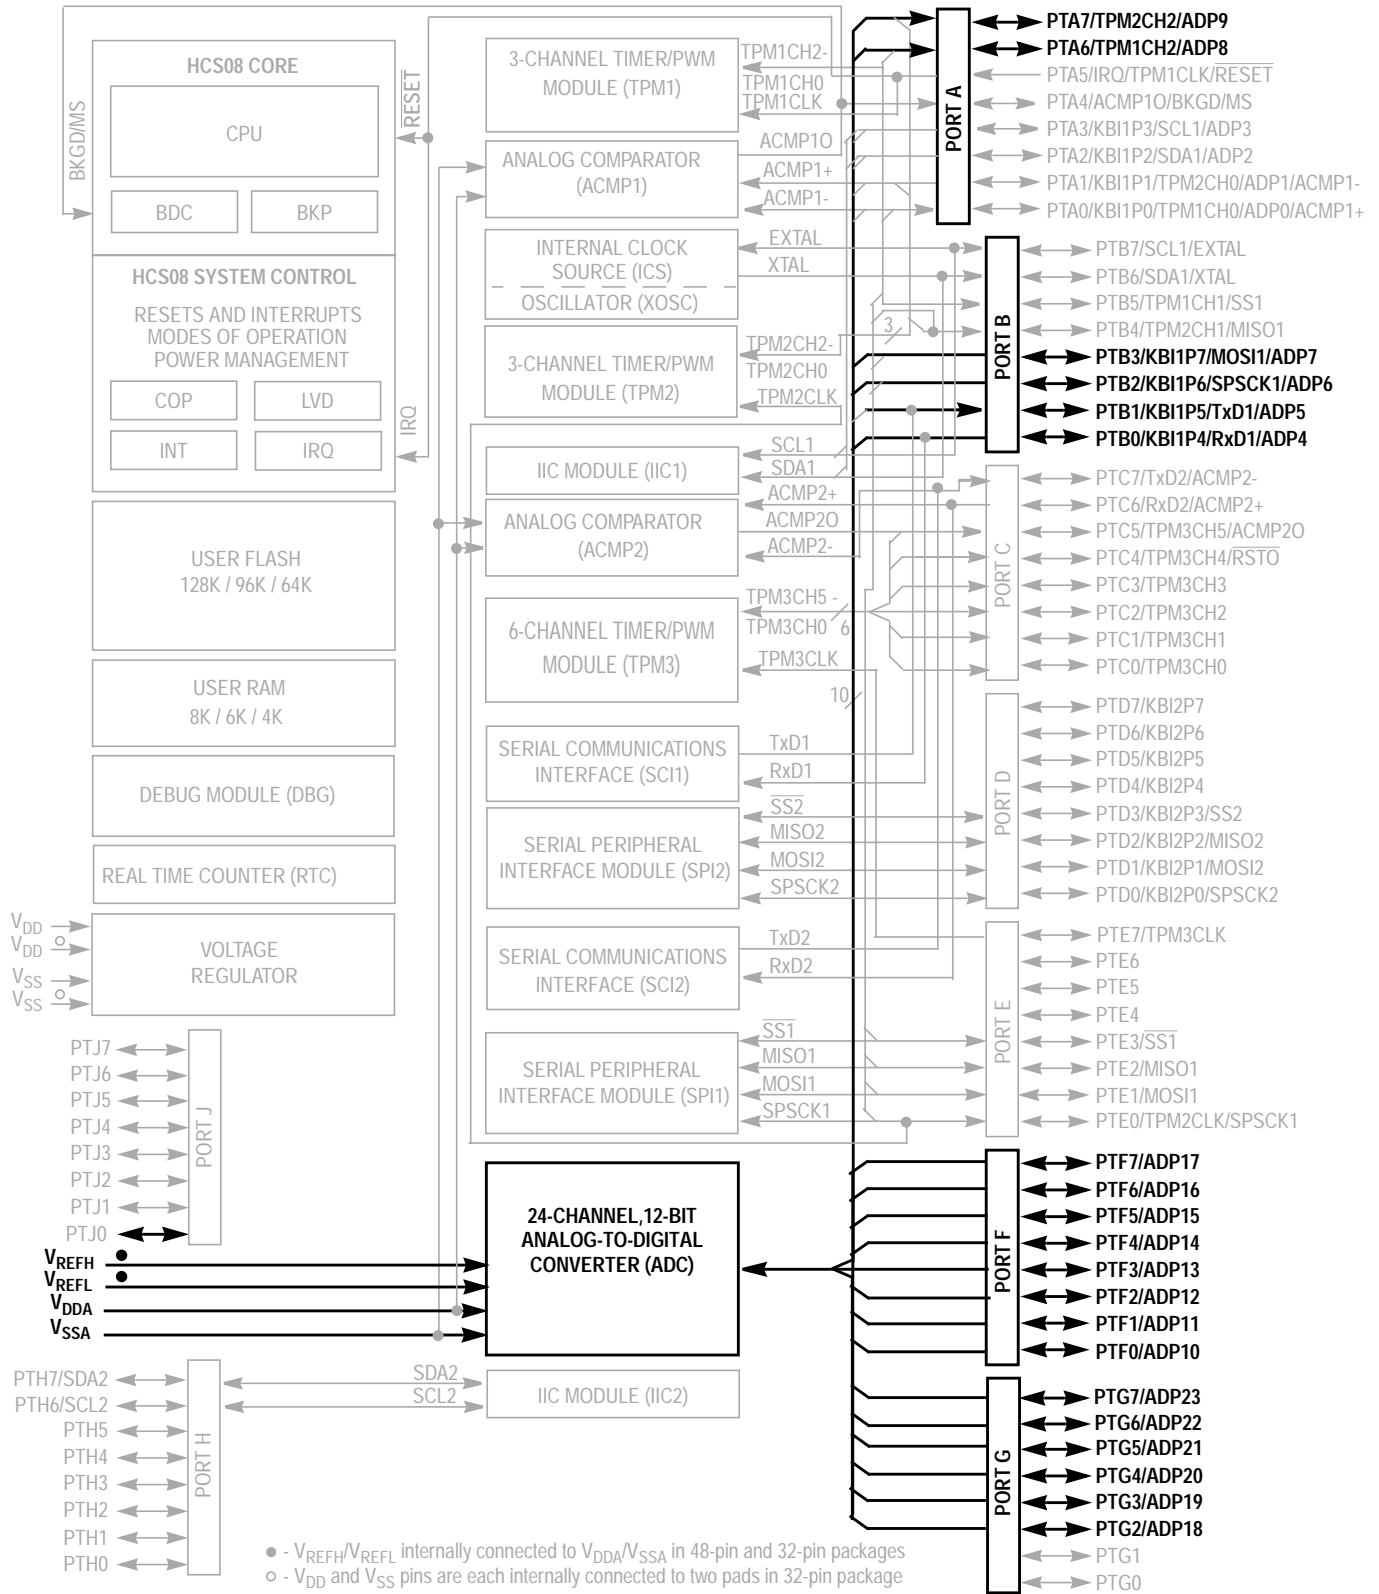 HCS08 CORE
CPU
BDC
BKP
BKGD/MS
RESET
HCS08 SYSTEM CONTROL
RESETS AND INTERRUPTS
MODES OF OPERATION
POWER MANAGEMENT
COP
LVD
INT
IRQ
IRQ
USER FLASH
128K / 96K / 64K
USER RAM
8K / 6K / 4K
DEBUG MODULE (DBG)
REAL TIME COUNTER (RTC)
VDD
VDD
VSS
VSS
VOLTAGE
REGULATOR
PTJ7
PTJ6
PTJ5
PTJ4
PTJ3
PTJ2
PTJ1
PTJ0
PORT J
VREFH
VREFL
VDDA
VSSA
PTH7/SDA2
PTH6/SCL2
PTH5
PTH4
PTH3
PTH2
PTH1
PTH0
PORT H
3-CHANNEL TIMER/PWM
MODULE (TPM1)
TPM1CH2-
TPM1CH0
TPM1CLK
ANALOG COMPARATOR
(ACMP1)
ACMP1O
ACMP1+
ACMP1-
INTERNAL CLOCK
SOURCE (ICS)
OSCILLATOR (XOSC)
EXTAL
XTAL
3
3-CHANNEL TIMER/PWM
MODULE (TPM2)
TPM2CH2-
TPM2CH0
TPM2CLK
IIC MODULE (IIC1)
SCL1
SDA1
ANALOG COMPARATOR
(ACMP2)
ACMP2+
ACMP2O
ACMP2-
6-CHANNEL TIMER/PWM
MODULE (TPM3)
TPM3CH5 -
TPM3CH0
6
TPM3CLK
10
SERIAL COMMUNICATIONS
INTERFACE (SCI1)
TxD1
RxD1
SERIAL PERIPHERAL
INTERFACE MODULE (SPI2)
SS2
MISO2
MOSI2
SPSCK2
SERIAL COMMUNICATIONS
INTERFACE (SCI2)
TxD2
RxD2
SERIAL PERIPHERAL
INTERFACE MODULE (SPI1)
SS1
MISO1
MOSI1
SPSCK1
24-CHANNEL,12-BIT
ANALOG-TO-DIGITAL
CONVERTER (ADC)
IIC MODULE (IIC2)
SDA2
SCL2
PORT A
PTA7/TPM2CH2/ADP9
PTA6/TPM1CH2/ADP8
PTA5/IRQ/TPM1CLK/RESET
PTA4/ACMP1O/BKGD/MS
PTA3/KBI1P3/SCL1/ADP3
PTA2/KBI1P2/SDA1/ADP2
PTA1/KBI1P1/TPM2CH0/ADP1/ACMP1-
PTA0/KBI1P0/TPM1CH0/ADP0/ACMP1+
PORT B
PTB7/SCL1/EXTAL
PTB6/SDA1/XTAL
PTB5/TPM1CH1/SS1
PTB4/TPM2CH1/MISO1
PTB3/KBI1P7/MOSI1/ADP7
PTB2/KBI1P6/SPSCK1/ADP6
PTB1/KBI1P5/TxD1/ADP5
PTB0/KBI1P4/RxD1/ADP4
PORT C
PTC7/TxD2/ACMP2-
PTC6/RxD2/ACMP2+
PTC5/TPM3CH5/ACMP2O
PTC4/TPM3CH4/RSTO
PTC3/TPM3CH3
PTC2/TPM3CH2
PTC1/TPM3CH1
PTC0/TPM3CH0
PORT D
PTD7/KBI2P7
PTD6/KBI2P6
PTD5/KBI2P5
PTD4/KBI2P4
PTD3/KBI2P3/SS2
PTD2/KBI2P2/MISO2
PTD1/KBI2P1/MOSI2
PTD0/KBI2P0/SPSCK2
PORT E
PTE7/TPM3CLK
PTE6
PTE5
PTE4
PTE3/SS1
PTE2/MISO1
PTE1/MOSI1
PTE0/TPM2CLK/SPSCK1
PORT F
PTF7/ADP17
PTF6/ADP16
PTF5/ADP15
PTF4/ADP14
PTF3/ADP13
PTF2/ADP12
PTF1/ADP11
PTF0/ADP10
PORT G
PTG7/ADP23
PTG6/ADP22
PTG5/ADP21
PTG4/ADP20
PTG3/ADP19
PTG2/ADP18
PTG1
PTG0
● - VREFH/VREFL internally connected to VDDA/VSSA in 48-pin and 32-pin packages
○ - VDD and VSS pins are each internally connected to two pads in 32-pin package